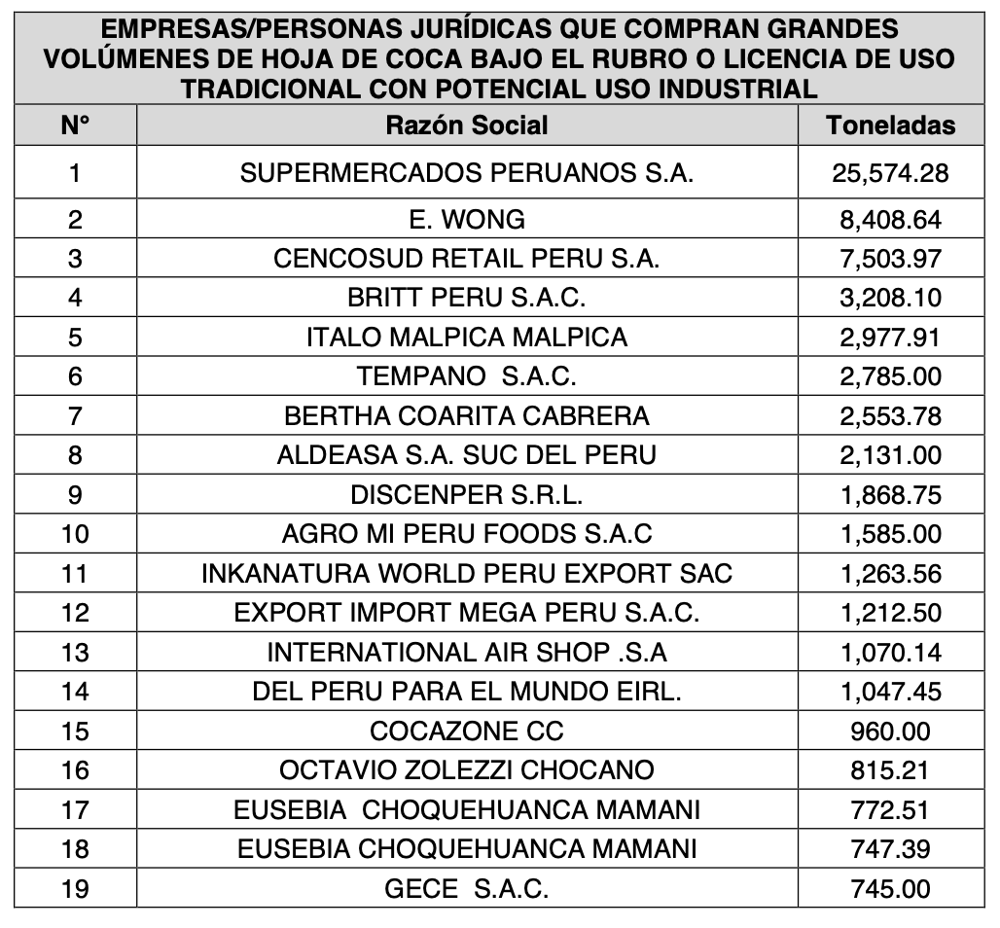 EMPRESAS/PERSONAS JURÍDICAS QUE COMPRAN GRANDES
VOLÚMENES DE HOJA DE COCA BAJO EL RUBRO O LICENCIA DE USO
TRADICIONAL CON POTENCIAL USO INDUSTRIAL
N° Razón Social Toneladas
1 SUPERMERCADOS PERUANOS S.A. 25,574.28
2 E. WONG 8,408.64
3 CENCOSUD RETAIL PERU S.A. 7,503.97
4 BRITT PERU S.A.C. 3,208.10
5 ITALO MALPICA MALPICA 2,977.91
6 TEMPANO  S.A.C. 2,785.00
7 BERTHA COARITA CABRERA 2,553.78
8 ALDEASA S.A. SUC DEL PERU 2,131.00
9 DISCENPER S.R.L. 1,868.75
10 AGRO MI PERU FOODS S.A.C 1,585.00
11 INKANATURA WORLD PERU EXPORT SAC 1,263.56
12 EXPORT IMPORT MEGA PERU S.A.C. 1,212.50
13 INTERNATIONAL AIR SHOP .S.A 1,070.14
14 DEL PERU PARA EL MUNDO EIRL. 1,047.45
15 COCAZONE CC 960.00
16 OCTAVIO ZOLEZZI CHOCANO 815.21
17 EUSEBIA  CHOQUEHUANCA MAMANI 772.51
18 EUSEBIA CHOQUEHUANCA MAMANI 747.39
19 GECE  S.A.C. 745.00